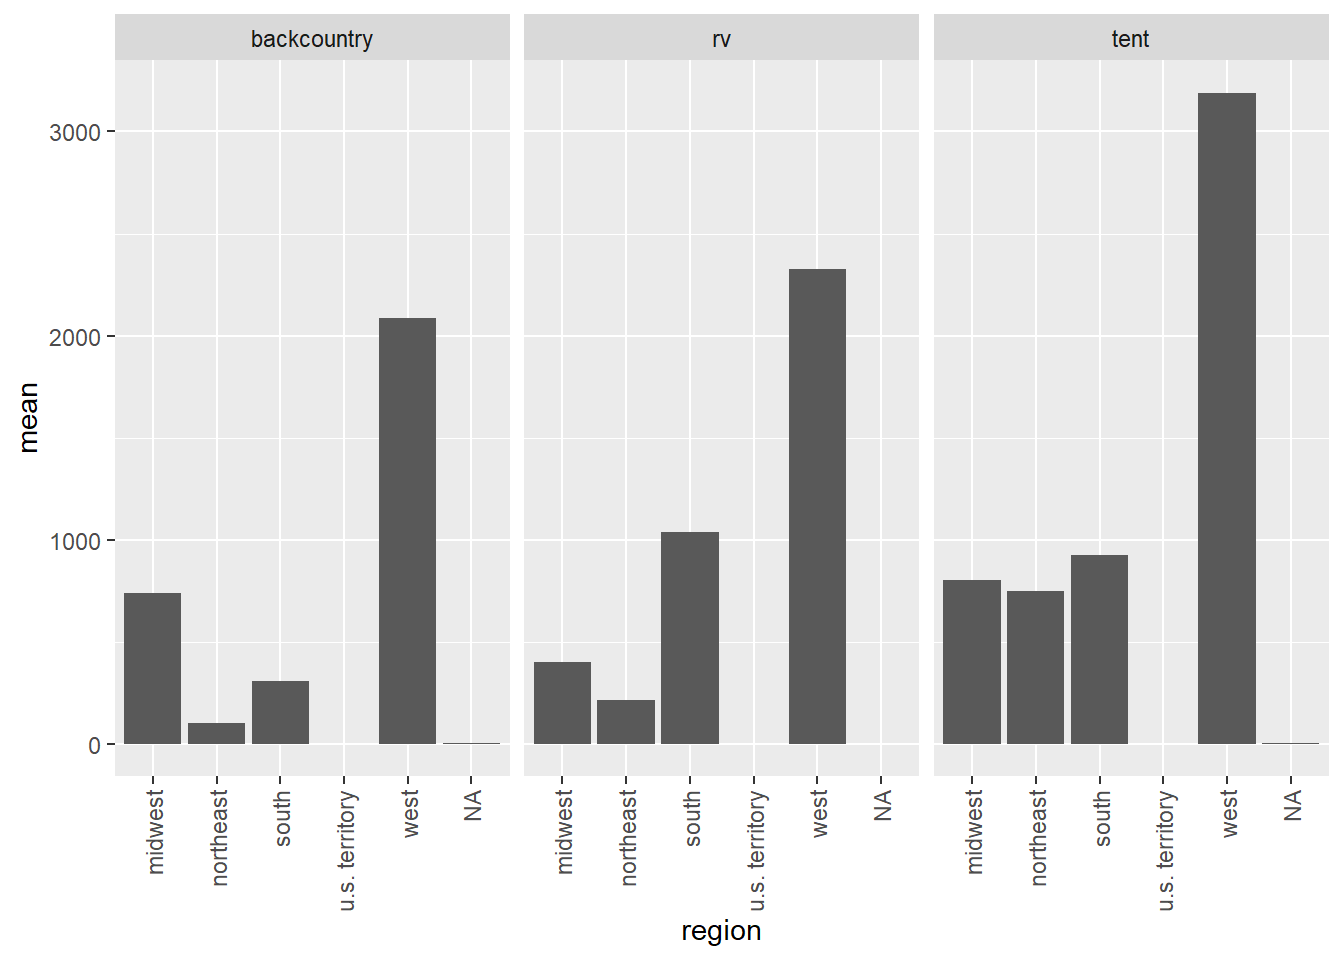 backcountry
rv
tent
3000
2000
1000
0
mean
midwest
northeast
south
u.s. territory
west
NA
midwest
northeast
south
u.s. territory
west
NA
midwest
northeast
south
u.s. territory
west
NA
region